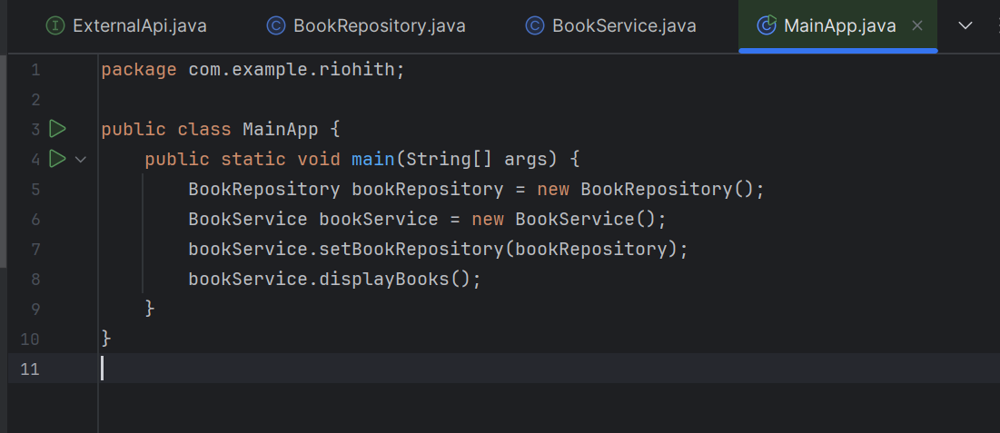 ExternalApi.java BookRepository.java BookService.java MainApp.java
1 package com.example.riohith;
2
3 public class MainApp {
4     public static void main(String[] args) {
5         BookRepository bookRepository = new BookRepository();
6         BookService bookService = new BookService();
7         bookService.setBookRepository(bookRepository);
8         bookService.displayBooks();
9     }
10 }
11